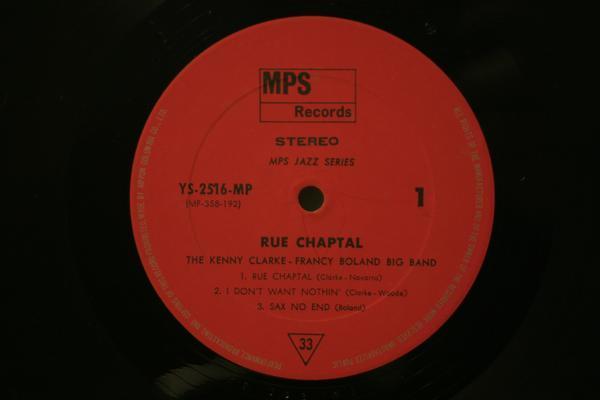 MPS
Records
STEREO
MPS JAZZ SERIES
YS-2516-MP
(MP-358-192)
1
RUE CHAPTAL
THE KENNY CLARKE - FRANCY BOLAND BIG BAND
1. RUE CHAPTAL (Clarke-Navarro)
2. I DON'T WANT NOTHIN' (Clarke-Woode)
3. SAX NO END (Boland)
33